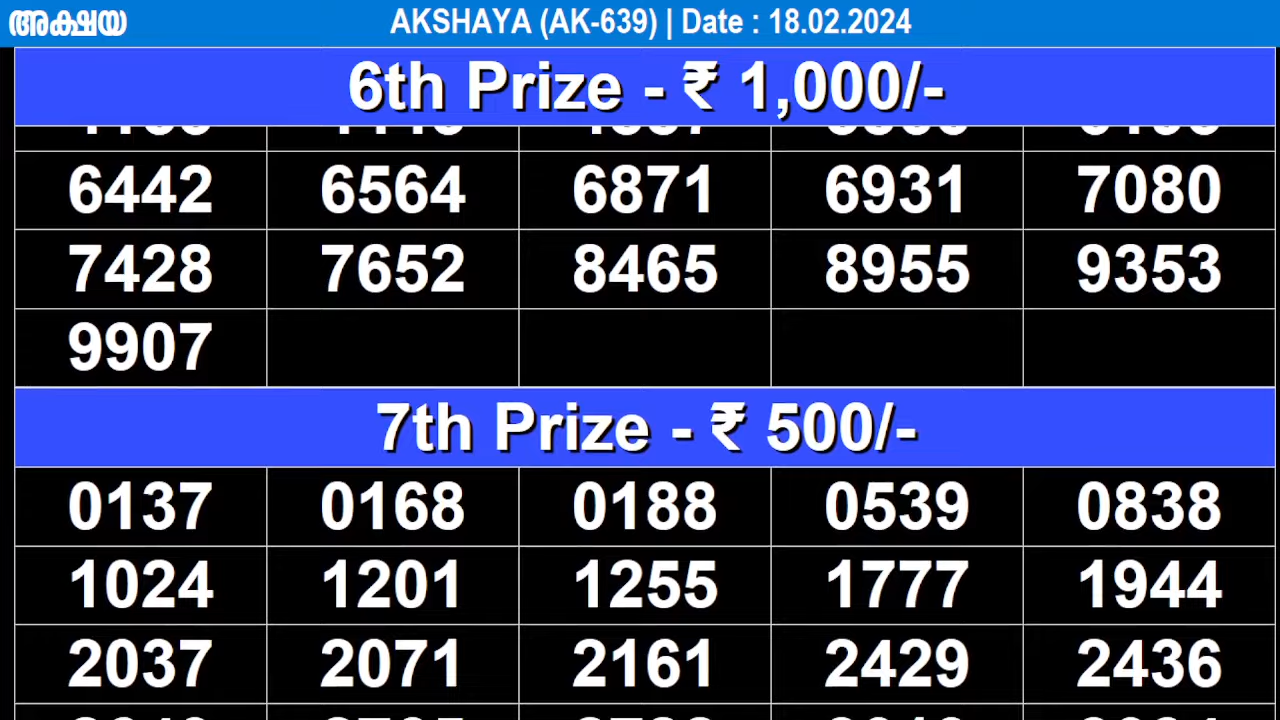 അക്ഷയ AKSHAYA (AK-639) | Date : 18.02.2024
6th Prize - ₹ 1,000/-
6442 6564 6871 6931 7080
7428 7652 8465 8955 9353
9907
7th Prize - ₹ 500/-
0137 0168 0188 0539 0838
1024 1201 1255 1777 1944
2037 2071 2161 2429 2436